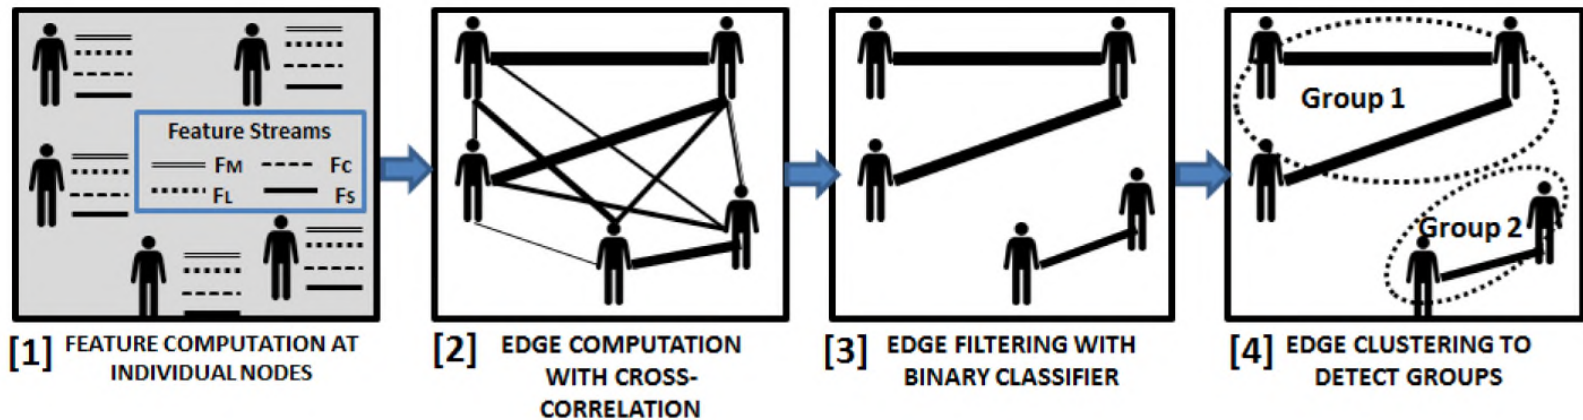 Feature Streams
FM FC
FL FS
Group 1
Group 2
[1] FEATURE COMPUTATION AT
INDIVIDUAL NODES
[2] EDGE COMPUTATION
WITH CROSS-
CORRELATION
[3] EDGE FILTERING WITH
BINARY CLASSIFIER
[4] EDGE CLUSTERING TO
DETECT GROUPS